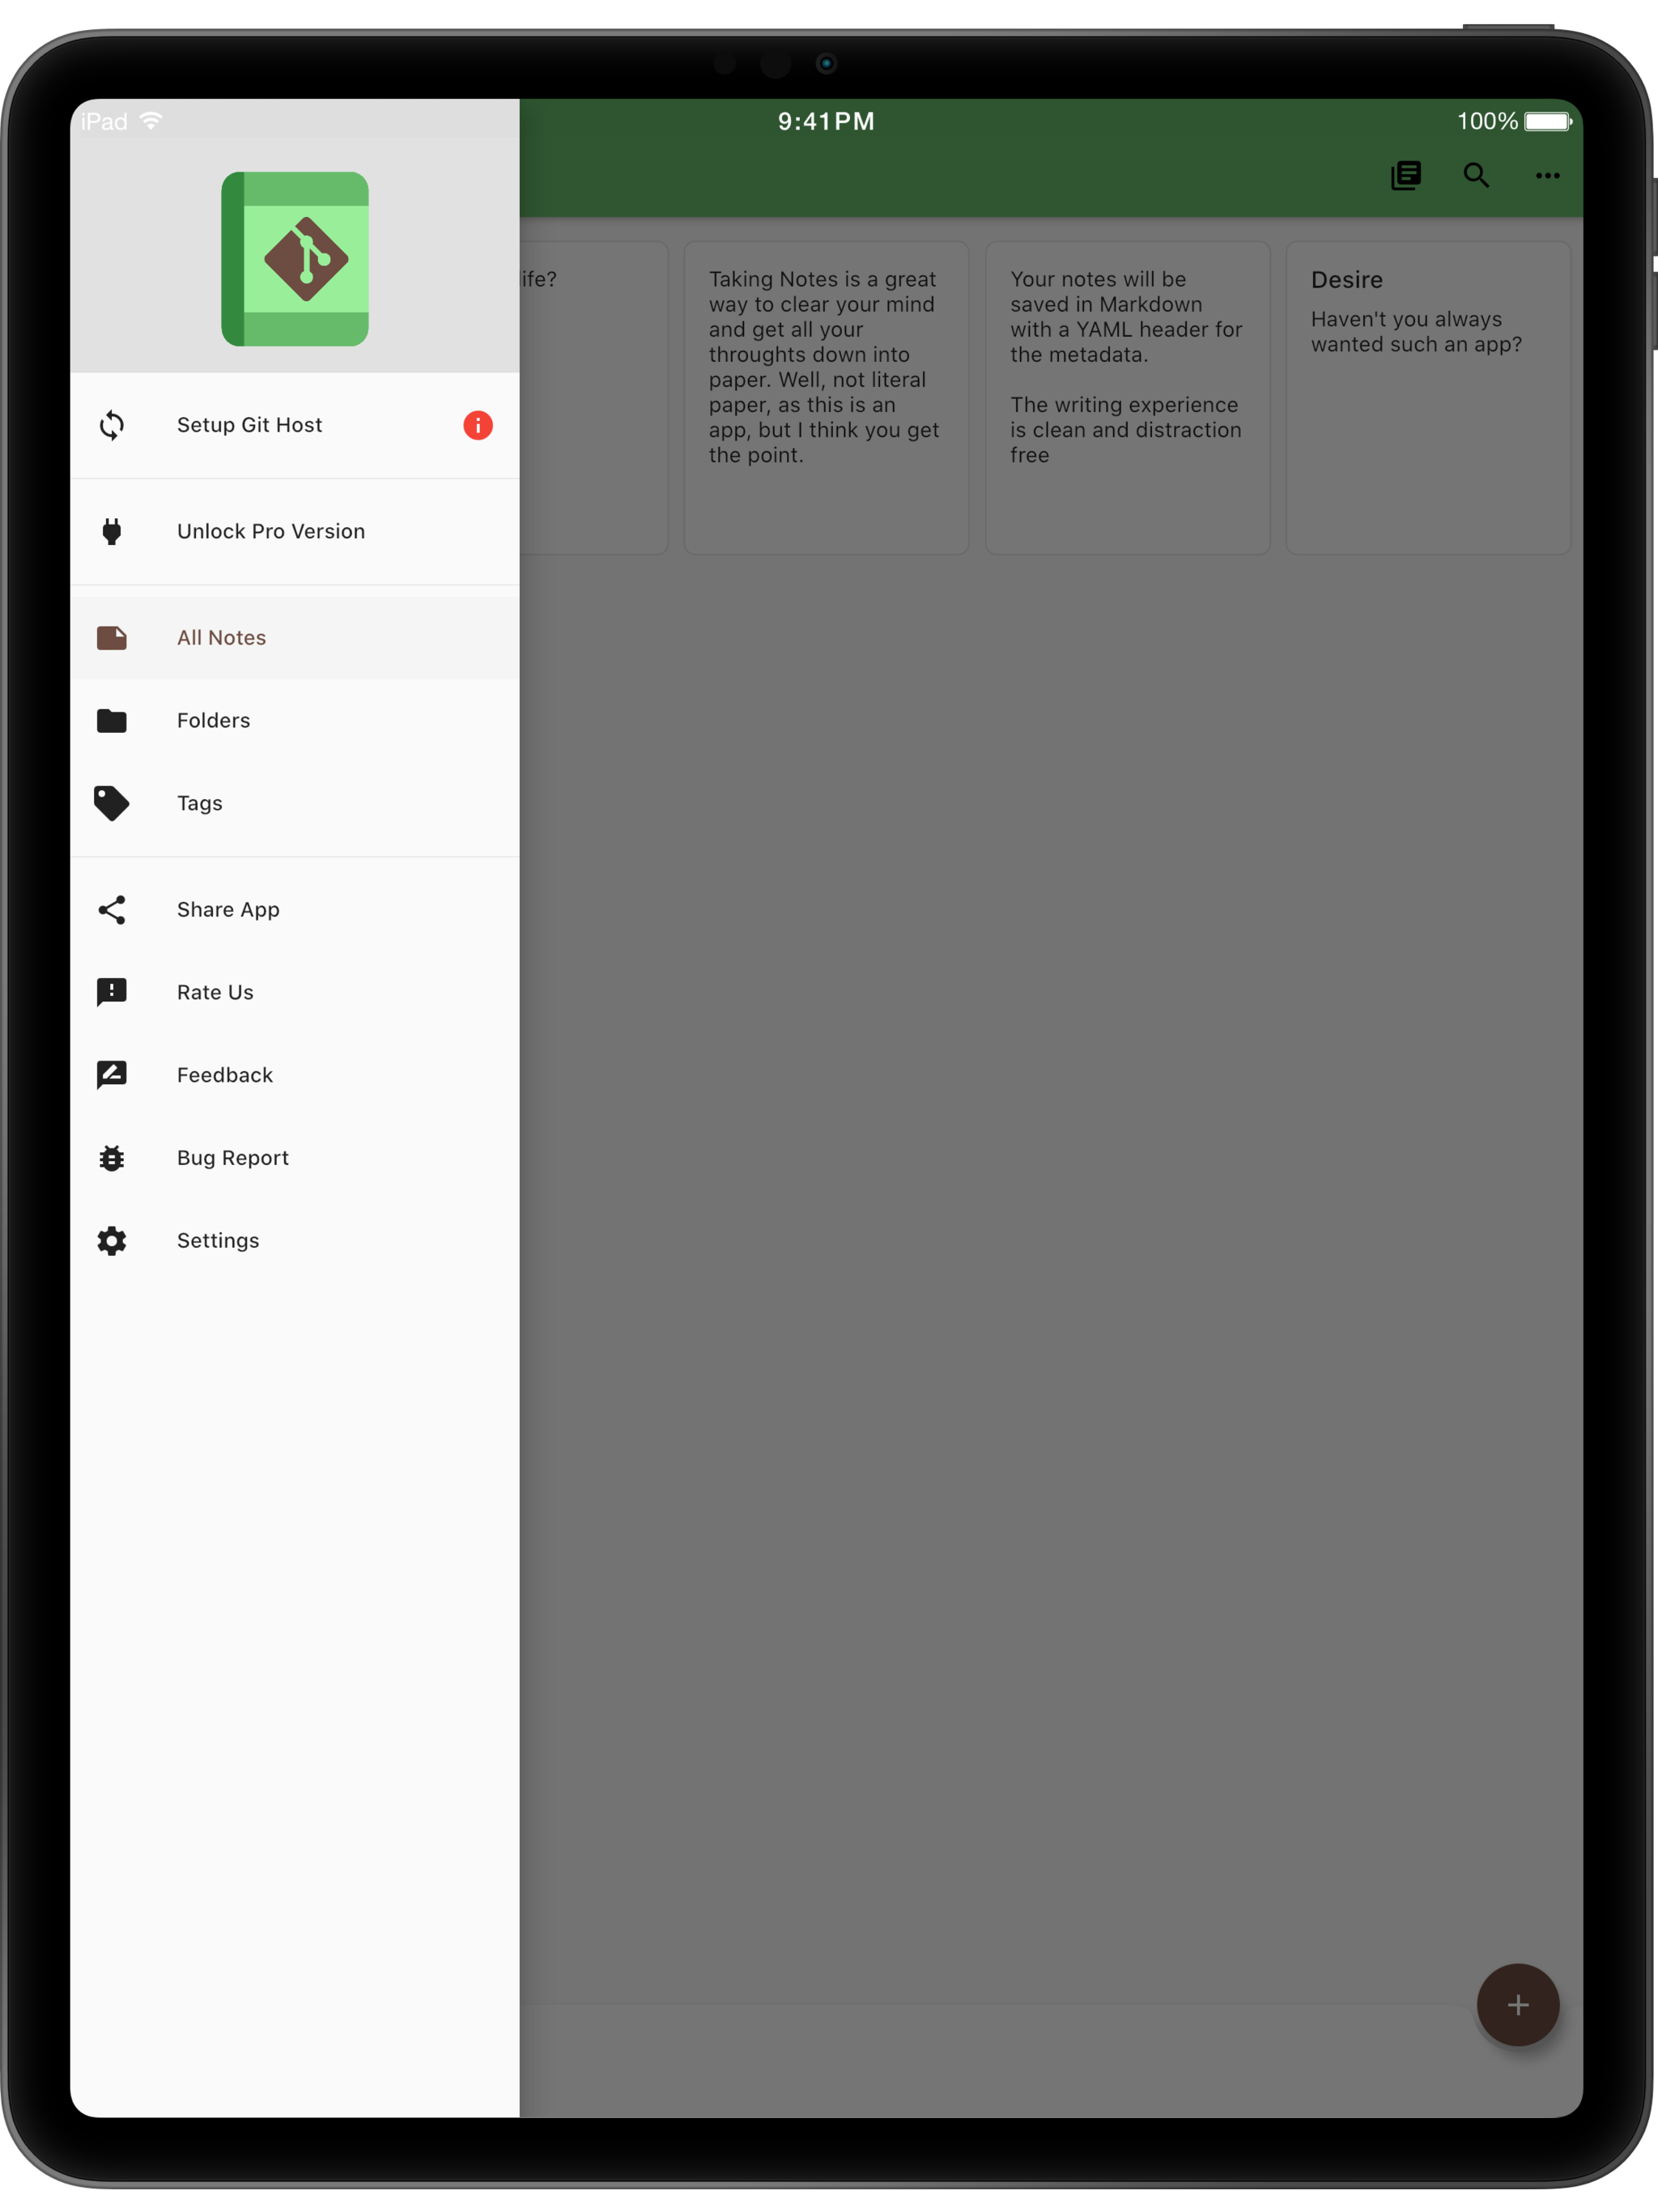 iPad
9:41PM
100%
Setup Git Host
Unlock Pro Version
All Notes
Folders
Tags
Share App
Rate Us
Feedback
Bug Report
Settings
ife?
Taking Notes is a great
way to clear your mind
and get all your
throughts down into
paper. Well, not literal
paper, as this is an
app, but I think you get
the point.
Your notes will be
saved in Markdown
with a YAML header for
the metadata.
The writing experience
is clean and distraction
free
Desire
Haven't you always
wanted such an app?